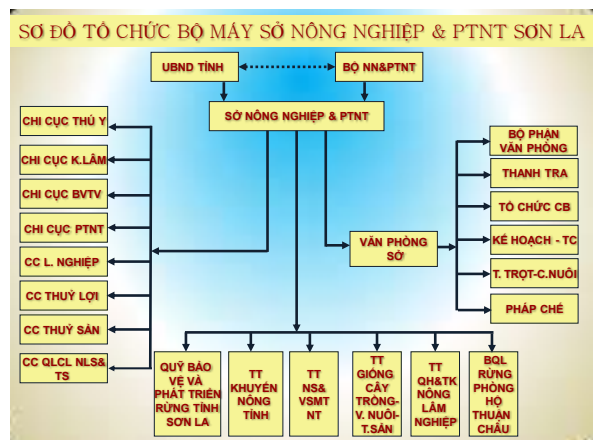 SƠ ĐỒ TỔ CHỨC BỘ MÁY SỞ NÔNG NGHIỆP & PTNT SƠN LA
UBND TỈNH
BỘ NN&PTNT
SỞ NÔNG NGHIỆP & PTNT
CHI CỤC THÚ Y
CHI CỤC K.LÂM
CHI CỤC BVTV
CHI CỤC PTNT
CC L. NGHIỆP
CC THUỶ LỢI
CC THUỶ SẢN
CC QLCL NLS&
TS
VĂN PHÒNG
SỞ
BỘ PHẬN
VĂN PHÒNG
THANH TRA
TỔ CHỨC CB
KẾ HOẠCH - TC
T. TRỌT-C.NUÔI
PHÁP CHẾ
QUỸ BẢO
VỆ VÀ
PHÁT TRIỂN
RỪNG TỈNH
SƠN LA
TT
KHUYẾN
NÔNG
TỈNH
TT
NS&
VSMT
NT
TT
GIỐNG
CÂY
TRỒNG-
V. NUÔI-
T.SẢN
TT
QH&TK
NÔNG
LÂM
NGHIỆP
BQL
RỪNG
PHÒNG
HỘ
THUẬN
CHÂU